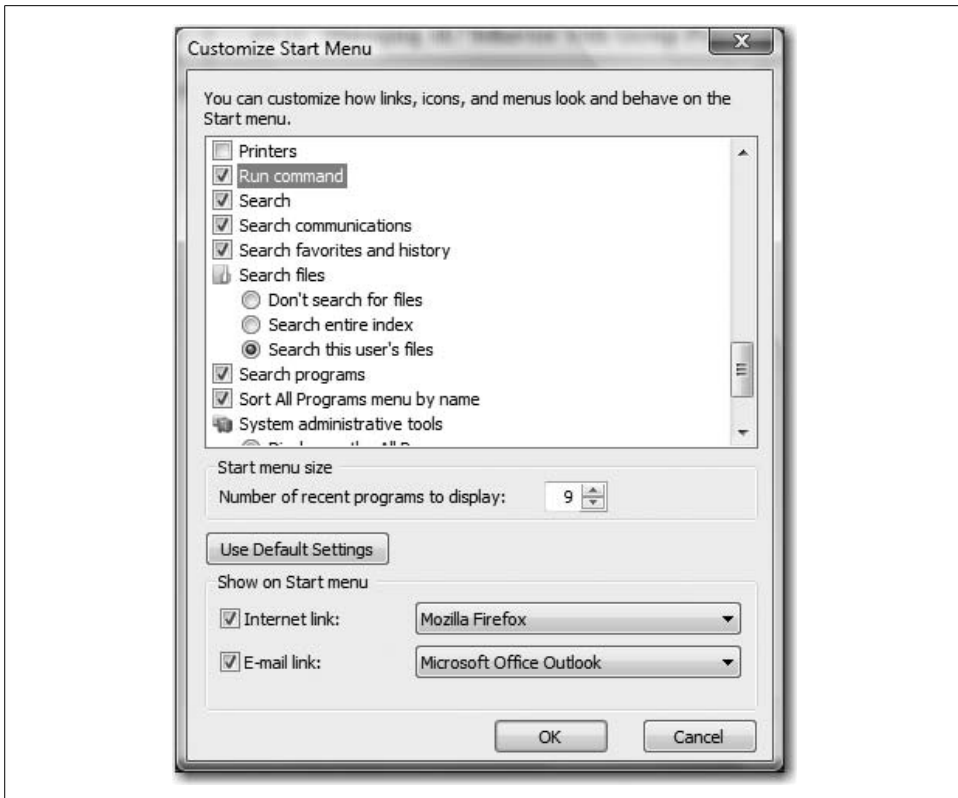 Customize Start Menu
You can customize how links, icons, and menus look and behave on the
Start menu.
Printers
Run command
Search
Search communications
Search favorites and history
Search files
Don't search for files
Search entire index
Search this user's files
Search programs
Sort All Programs menu by name
System administrative tools
Start menu size
Number of recent programs to display: 9
Use Default Settings
Show on Start menu
Internet link: Mozilla Firefox
E-mail link: Microsoft Office Outlook
OK Cancel